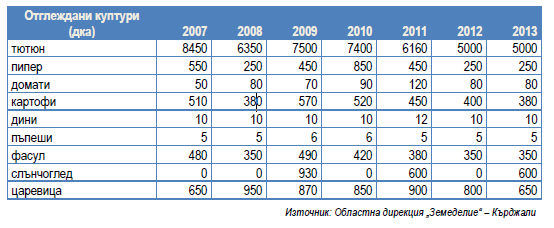 Отглеждани култури
(дка) 2007 2008 2009 2010 2011 2012 2013
тютюн 8450 6350 7500 7400 6160 5000 5000
пипер 550 250 450 850 450 250 250
домати 50 80 70 90 120 80 80
картофи 510 380 570 520 450 400 380
дини 10 10 10 10 12 10 10
пъпеши 5 5 6 6 5 5 5
фасул 480 350 490 420 380 350 350
слънчоглед 0 0 930 0 600 0 600
царевица 650 950 870 850 900 800 650
Източник: Областна дирекция „Земеделие“ – Кърджали